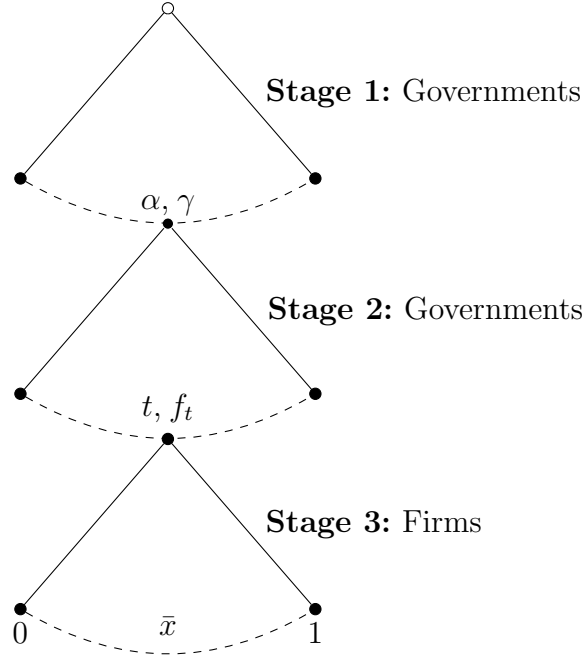 Stage 1: Governments
α, γ
Stage 2: Governments
t, f_t
Stage 3: Firms
x̄
0 1